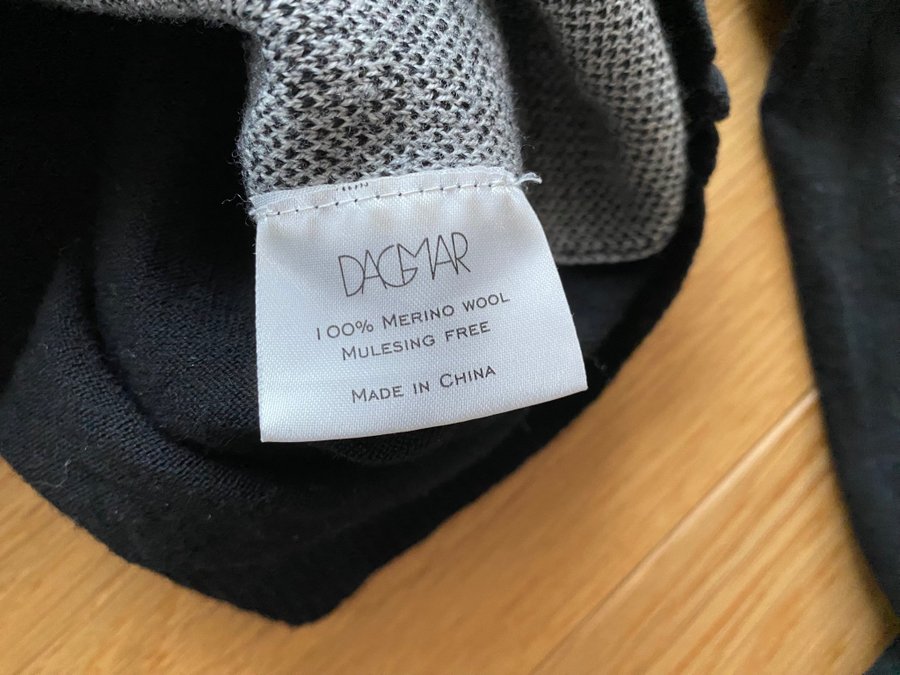 DAGMAR
100% MERINO WOOL
MULESING FREE
MADE IN CHINA